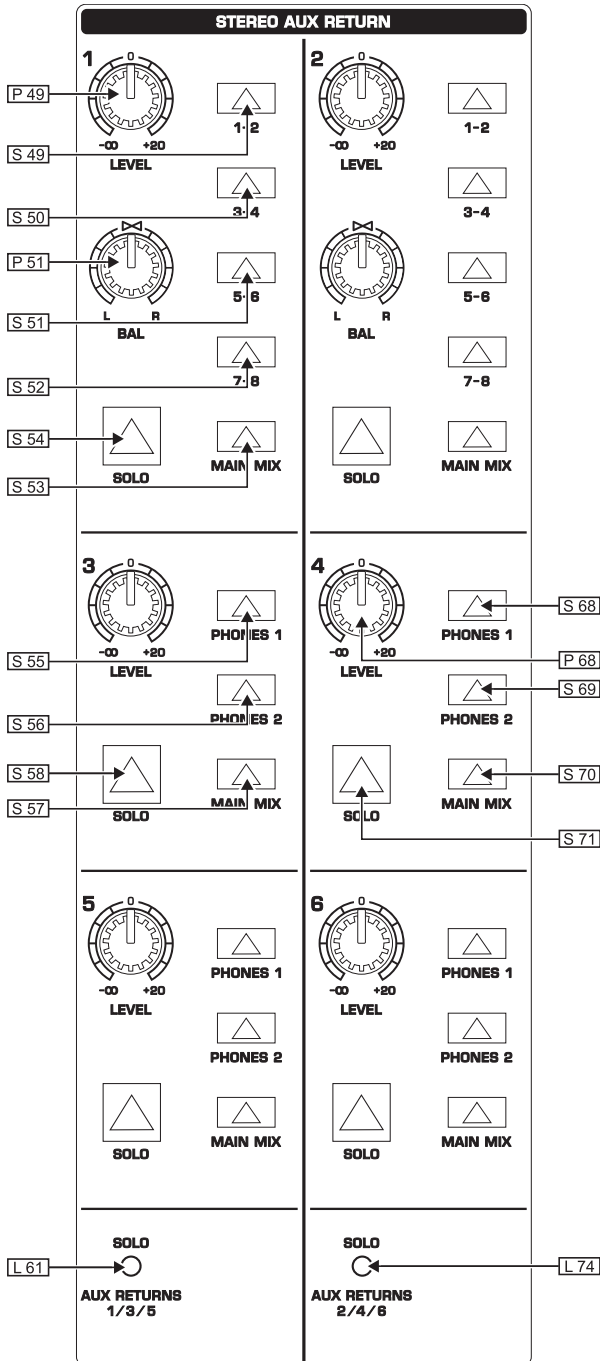 STEREO AUX RETURN
1
0
-∞ +20
LEVEL
1-2
3-4
L R
BAL
5-6
7-8
SOLO
MAIN MIX
2
0
-∞ +20
LEVEL
1-2
3-4
L R
BAL
5-6
7-8
SOLO
MAIN MIX
P 49
S 49
S 50
P 51
S 51
S 52
S 54
S 53
3
0
-∞ +20
LEVEL
PHONES 1
PHONES 2
SOLO
MAIN MIX
S 55
S 56
S 58
S 57
4
0
-∞ +20
LEVEL
PHONES 1
PHONES 2
SOLO
MAIN MIX
S 68
P 68
S 69
S 70
S 71
5
0
-∞ +20
LEVEL
PHONES 1
PHONES 2
SOLO
MAIN MIX
6
0
-∞ +20
LEVEL
PHONES 1
PHONES 2
SOLO
MAIN MIX
L 61
SOLO
AUX RETURNS
1/3/5
SOLO
AUX RETURNS
2/4/6
L 74